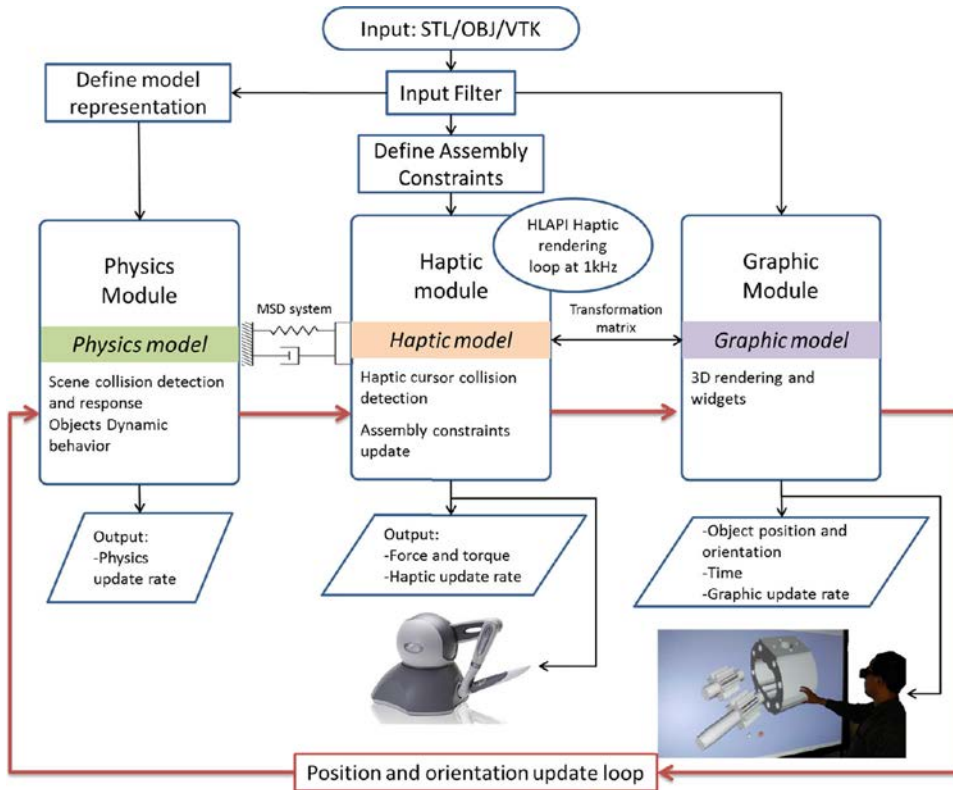 Input: STL/OBJ/VTK
Define model
representation
Input Filter
Define Assembly
Constraints
HLAPI Haptic
rendering
loop at 1kHz
Physics
Module
MSD system
Haptic
module
Transformation
matrix
Graphic
Module
Physics model
Haptic model
Graphic model
Scene collision detection
and response
Objects Dynamic
behavior
Haptic cursor collision
detection
Assembly constraints
update
3D rendering and
widgets
Output:
-Physics
update rate
Output:
-Force and torque
-Haptic update rate
-Object position and
orientation
-Time
-Graphic update rate
Position and orientation update loop